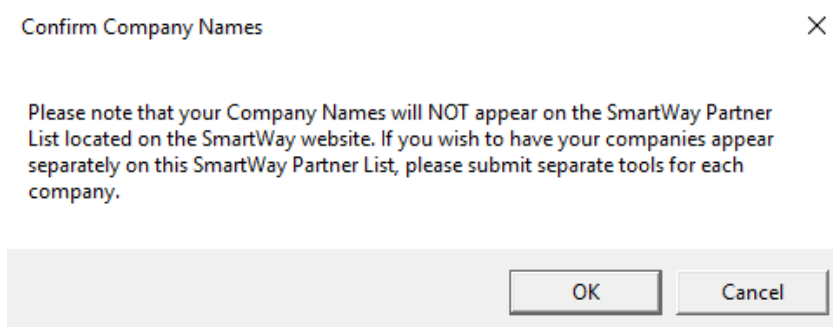 Confirm Company Names
Please note that your Company Names will NOT appear on the SmartWay Partner
List located on the SmartWay website. If you wish to have your companies appear
separately on this SmartWay Partner List, please submit separate tools for each
company.
OK
Cancel